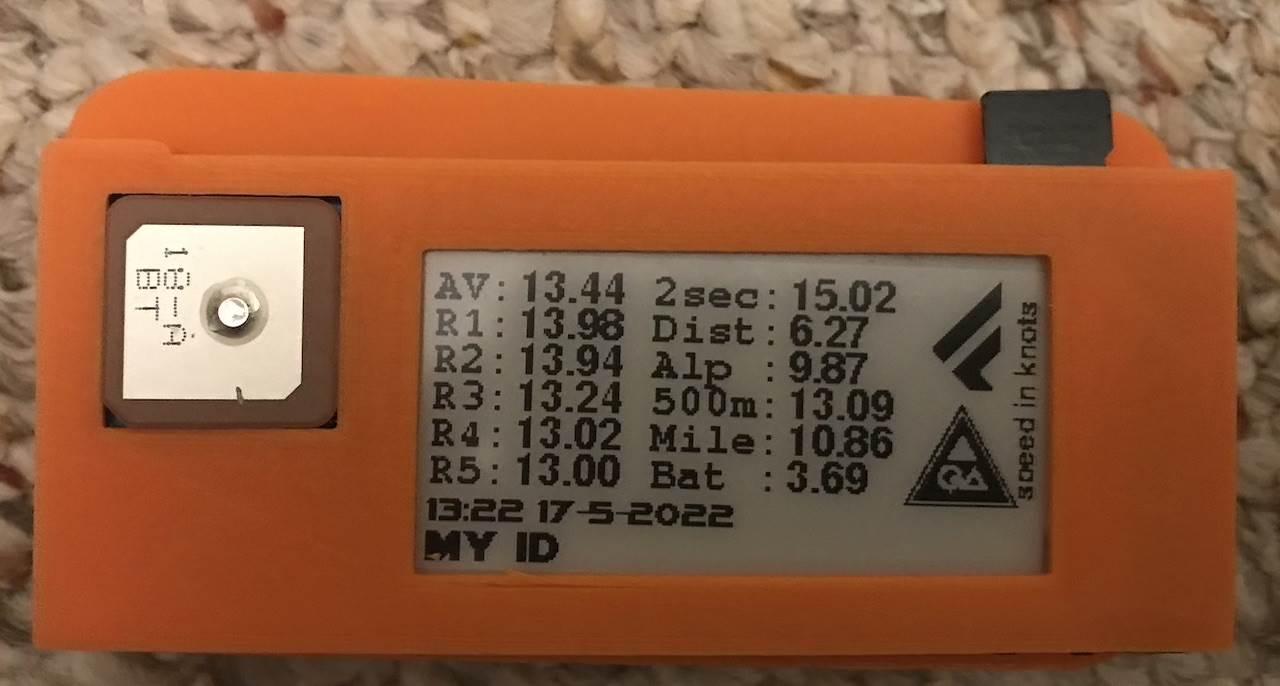 18-A
BT
AV: 13.44 2sec: 15.02
R1: 13.98 Dist: 6.27
R2: 13.94 Alp : 9.87
R3: 13.24 500m: 13.09
R4: 13.02 Mile: 10.86
R5: 13.00 Bat : 3.69
13:22 17-5-2022
MY ID
speed in knots